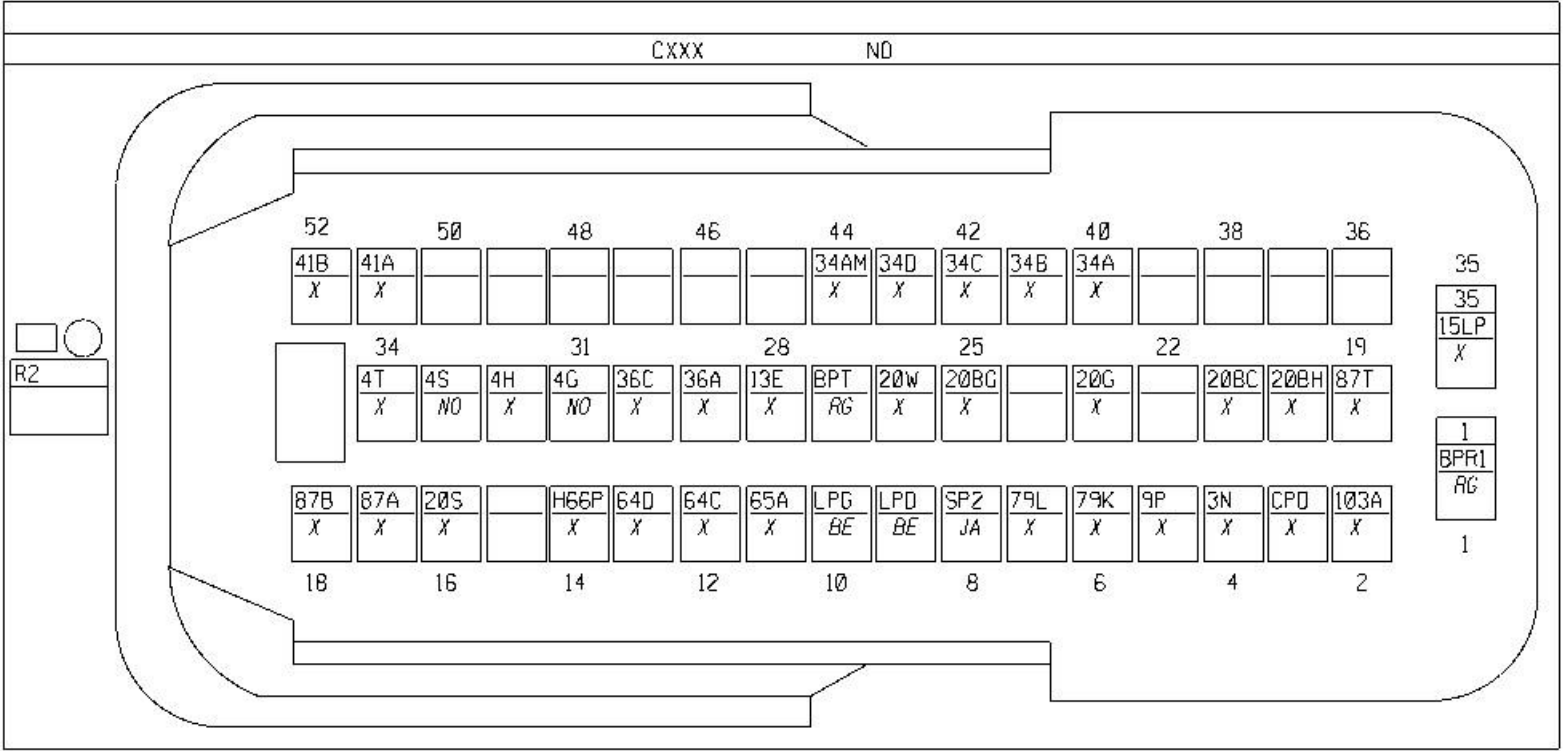 CXXX ND
52 50 48 46 44 42 40 38 36
41B 41A 34AM 34D 34C 34B 34A
X X X X X X X
35
35
15LP
X
34 31 28 25 22 19
4T 4S 4H 4G 36C 36A 13E BPT 20W 20BG 20G 20BC 20BH 87T
X NO X NO X X X RG X X X X X X
R2
1
BPR1
RG
1
87B 87A 20S H66P 64D 64C 65A LPG LPD SP2 79L 79K 9P 3N CPD 103A
X X X X X X X BE BE JA X X X X X X
18 16 14 12 10 8 6 4 2